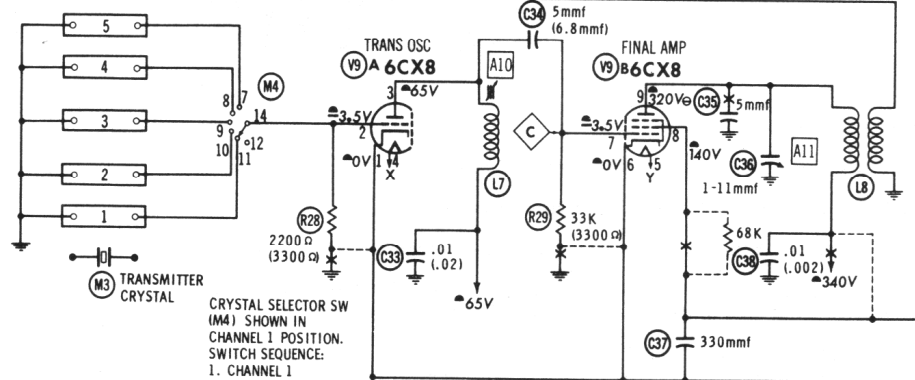 C34
5mmf
(6.8mmf)
5
4
3
2
1
M4
7
8
9
10
11
12
14
TRANS OSC
V9 A 6CX8
65V
3
A10
-3.5V
2
1
4
0V
X
L7
R28
2200Ω
(3300Ω)
C33
.01
(.02)
65V
M3 TRANSMITTER
CRYSTAL
CRYSTAL SELECTOR SW
(M4) SHOWN IN
CHANNEL 1 POSITION.
SWITCH SEQUENCE:
1. CHANNEL 1
FINAL AMP
V9 B 6CX8
9
320V
C
-3.5V
7
8
0V
6
5
Y
140V
C35
5mmf
C36
A11
1-11mmf
L8
R29
33K
(3300Ω)
68K
C38
.01
(.002)
340V
C37
330mmf